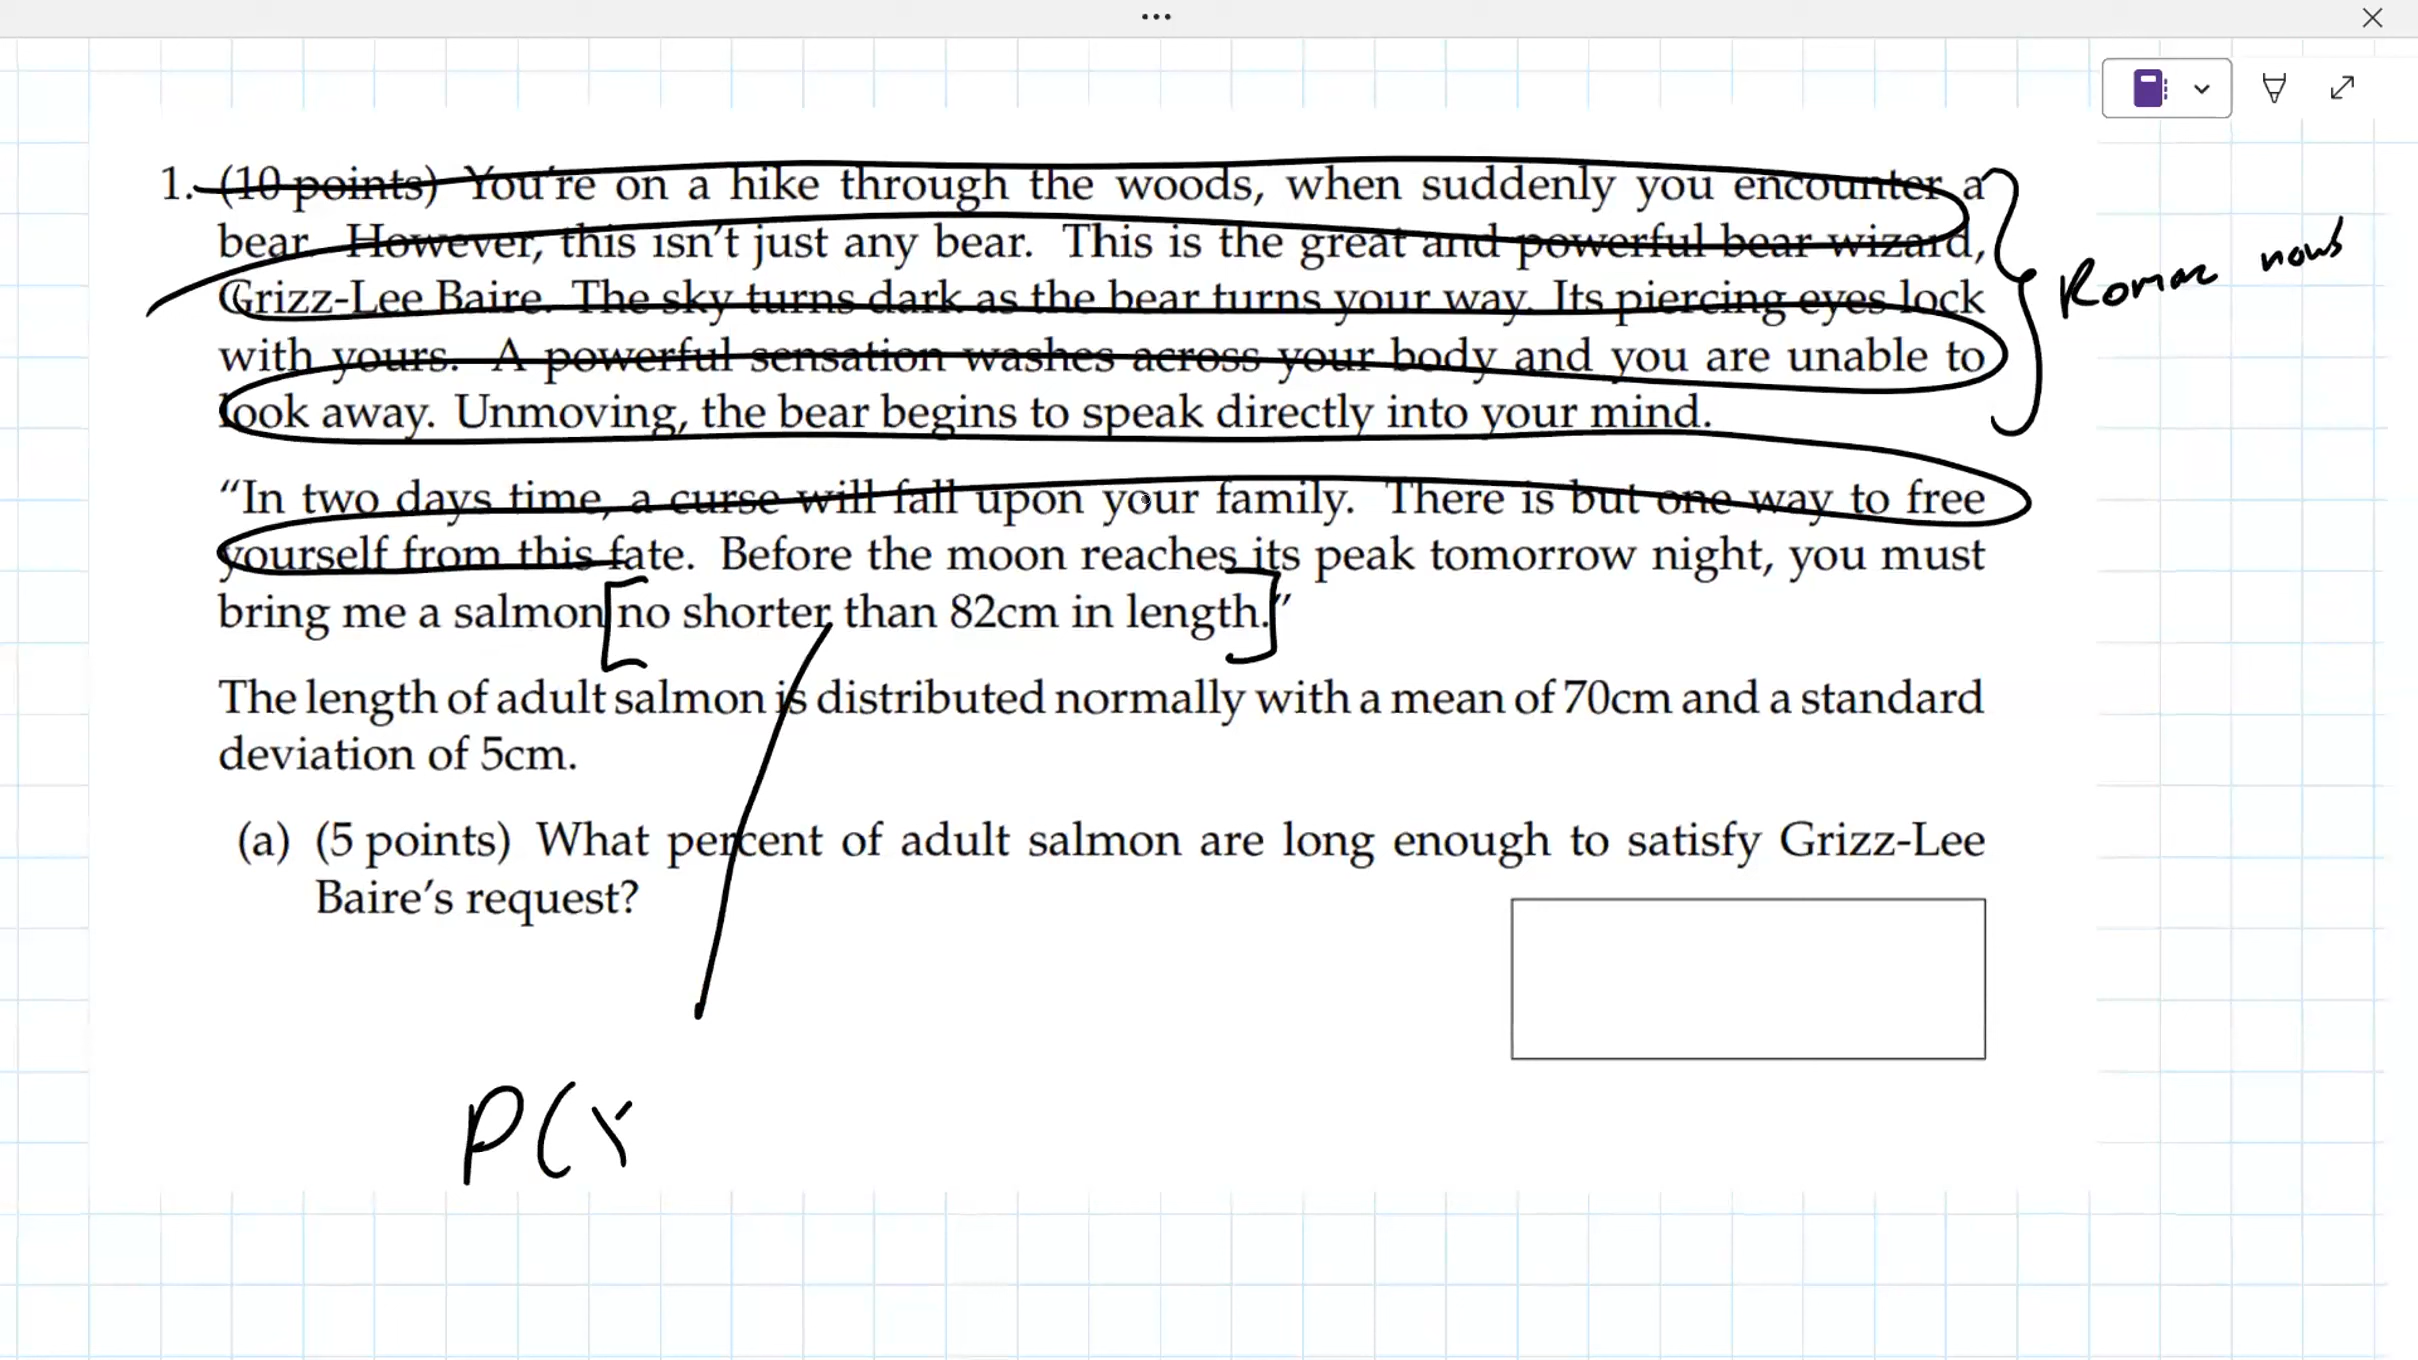 1. (10 points) You're on a hike through the woods, when suddenly you encounter a
bear. However, this isn't just any bear. This is the great and powerful bear wizard,
Grizz-Lee Baire. The sky turns dark as the bear turns your way. Its piercing eyes lock
with yours. A powerful sensation washes across your body and you are unable to
look away. Unmoving, the bear begins to speak directly into your mind.
“In two days time, a curse will fall upon your family. There is but one way to free
yourself from this fate. Before the moon reaches its peak tomorrow night, you must
bring me a salmon [no shorter than 82cm in length.]”
The length of adult salmon is distributed normally with a mean of 70cm and a standard
deviation of 5cm.
(a) (5 points) What percent of adult salmon are long enough to satisfy Grizz-Lee
Baire's request?
P(X